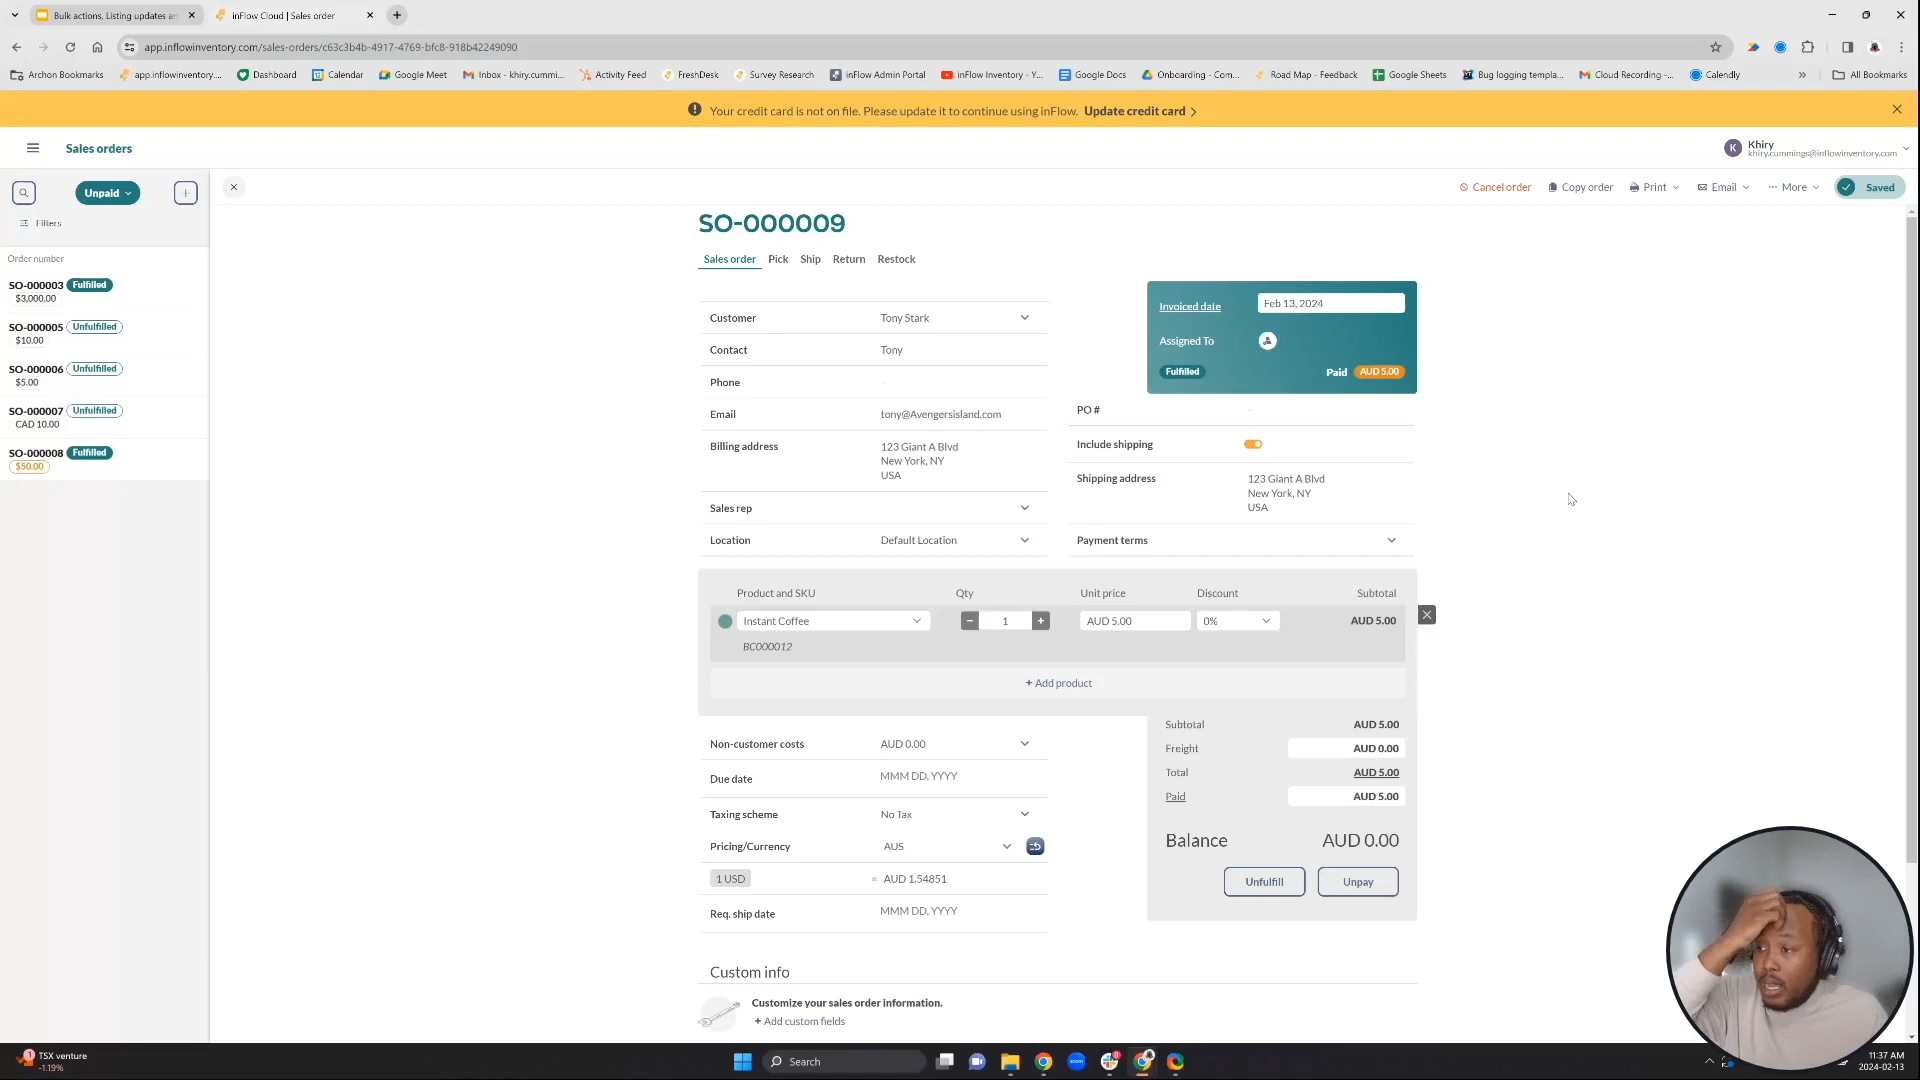 Bulk actions, Listing updates an
inFlow Cloud | Sales order
app.inflowinventory.com/sales-orders/c63c3b4b-4917-4769-bfc8-918b42249090
Archon Bookmarks
app.inflowinventory....
Dashboard
Calendar
Google Meet
Inbox - khiry.cummi...
Activity Feed
FreshDesk
Survey Research
inFlow Admin Portal
inFlow Inventory - Y...
Google Docs
Onboarding - Com...
Road Map - Feedback
Google Sheets
Bug logging templa...
Cloud Recording -...
Calendly
All Bookmarks
Your credit card is not on file. Please update it to continue using inFlow. Update credit card >
Sales orders
K
Khiry
khiry.cummings@inflowinventory.com
Unpaid
Filters
Cancel order
Copy order
Print
Email
More
Saved
Order number
SO-000003 Fulfilled
$3,000.00
SO-000005 Unfulfilled
$10.00
SO-000006 Unfulfilled
$5.00
SO-000007 Unfulfilled
CAD 10.00
SO-000008 Fulfilled
$50.00
SO-000009
Sales order Pick Ship Return Restock
Customer Tony Stark
Contact Tony
Phone
Email tony@Avengersisland.com
Billing address 123 Giant A Blvd
New York, NY
USA
Sales rep
Location Default Location
Invoiced date Feb 13, 2024
Assigned To
Fulfilled Paid AUD 5.00
PO #
Include shipping
Shipping address 123 Giant A Blvd
New York, NY
USA
Payment terms
Product and SKU Qty Unit price Discount Subtotal
Instant Coffee - 1 + AUD 5.00 0% AUD 5.00
BC000012
+ Add product
Non-customer costs AUD 0.00
Due date MMM DD, YYYY
Taxing scheme No Tax
Pricing/Currency AUS
1 USD = AUD 1.54851
Req. ship date MMM DD, YYYY
Subtotal AUD 5.00
Freight AUD 0.00
Total AUD 5.00
Paid AUD 5.00
Balance AUD 0.00
Unfulfill Unpay
Custom info
Customize your sales order information.
+ Add custom fields
1
TSX venture
-1.19%
Search
zoom
8
11:37 AM
2024-02-13